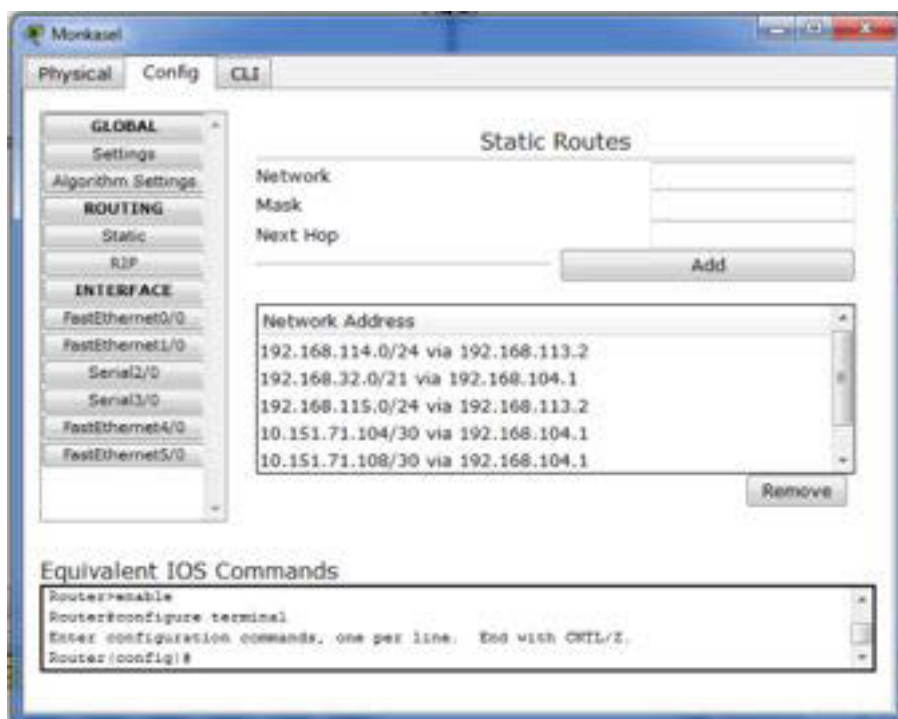 Monkasel
Physical Config CLI
GLOBAL
Settings
Algorithm Settings
ROUTING
Static
RIP
INTERFACE
FastEthernet0/0
FastEthernet1/0
Serial2/0
Serial3/0
FastEthernet4/0
FastEthernet5/0
Static Routes
Network
Mask
Next Hop
Add
Network Address
192.168.114.0/24 via 192.168.113.2
192.168.32.0/21 via 192.168.104.1
192.168.115.0/24 via 192.168.113.2
10.151.71.104/30 via 192.168.104.1
10.151.71.108/30 via 192.168.104.1
Remove
Equivalent IOS Commands
Router>enable
Router#configure terminal
Enter configuration commands, one per line. End with CNTL/Z.
Router(config)#